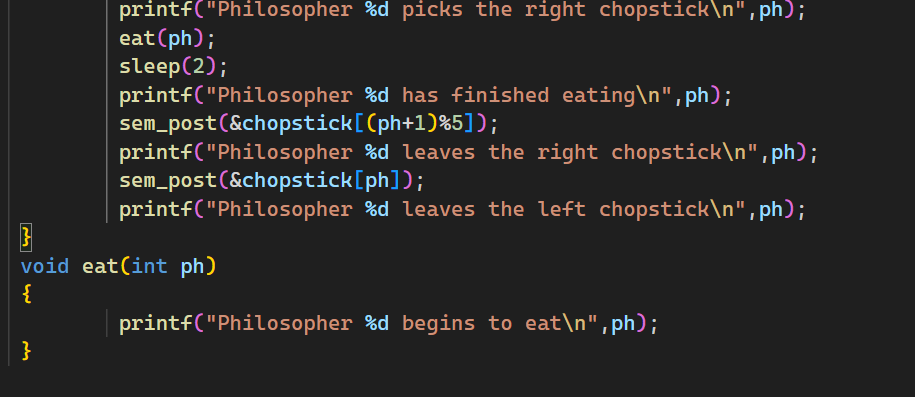 printf("Philosopher %d picks the right chopstick\n",ph);
eat(ph);
sleep(2);
printf("Philosopher %d has finished eating\n",ph);
sem_post(&chopstick[(ph+1)%5]);
printf("Philosopher %d leaves the right chopstick\n",ph);
sem_post(&chopstick[ph]);
printf("Philosopher %d leaves the left chopstick\n",ph);
}
void eat(int ph)
{
printf("Philosopher %d begins to eat\n",ph);
}